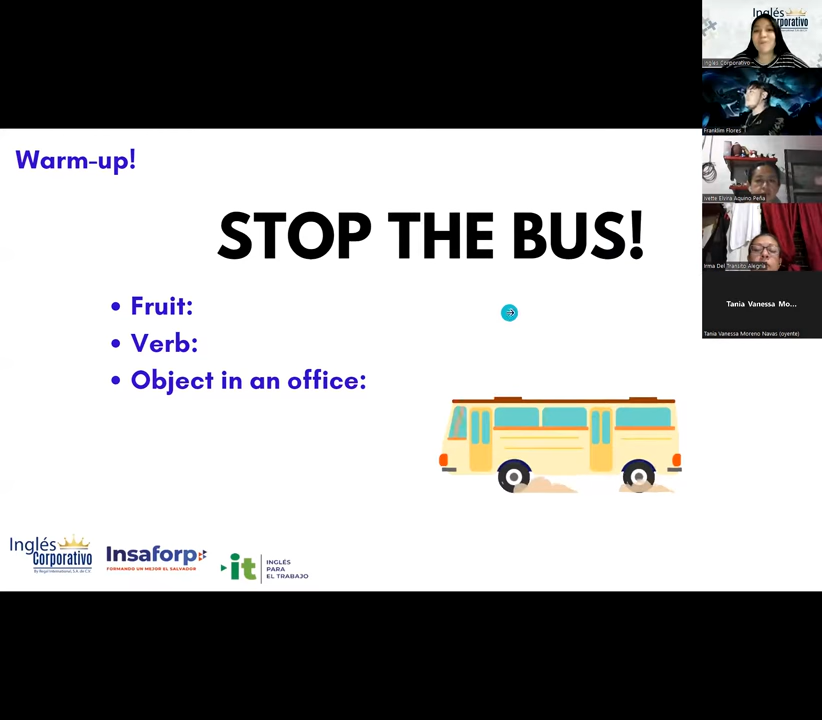 Warm-up!
STOP THE BUS!
• Fruit:
• Verb:
• Object in an office:
Inglés
Corporativo
Insaforp
FORMANDO UN MEJOR EL SALVADOR
it
INGLÉS
PARA
EL TRABAJO
Inglés
Corporativo
Inglés Corporativo
Franklim Flores
Ivette Elvira Aquino Peña
Irma Del Transito Alegria
Tania Vanessa Mo...
Tania Vanessa Moreno Navas (oyente)